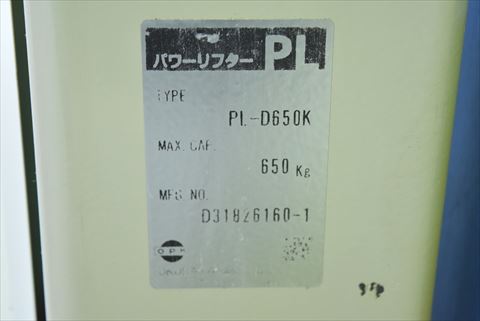 パワーリフター PL
TYPE
PL-D650K
MAX. CAP.
650 Kg
MFG NO.
D31826160-1
OPK